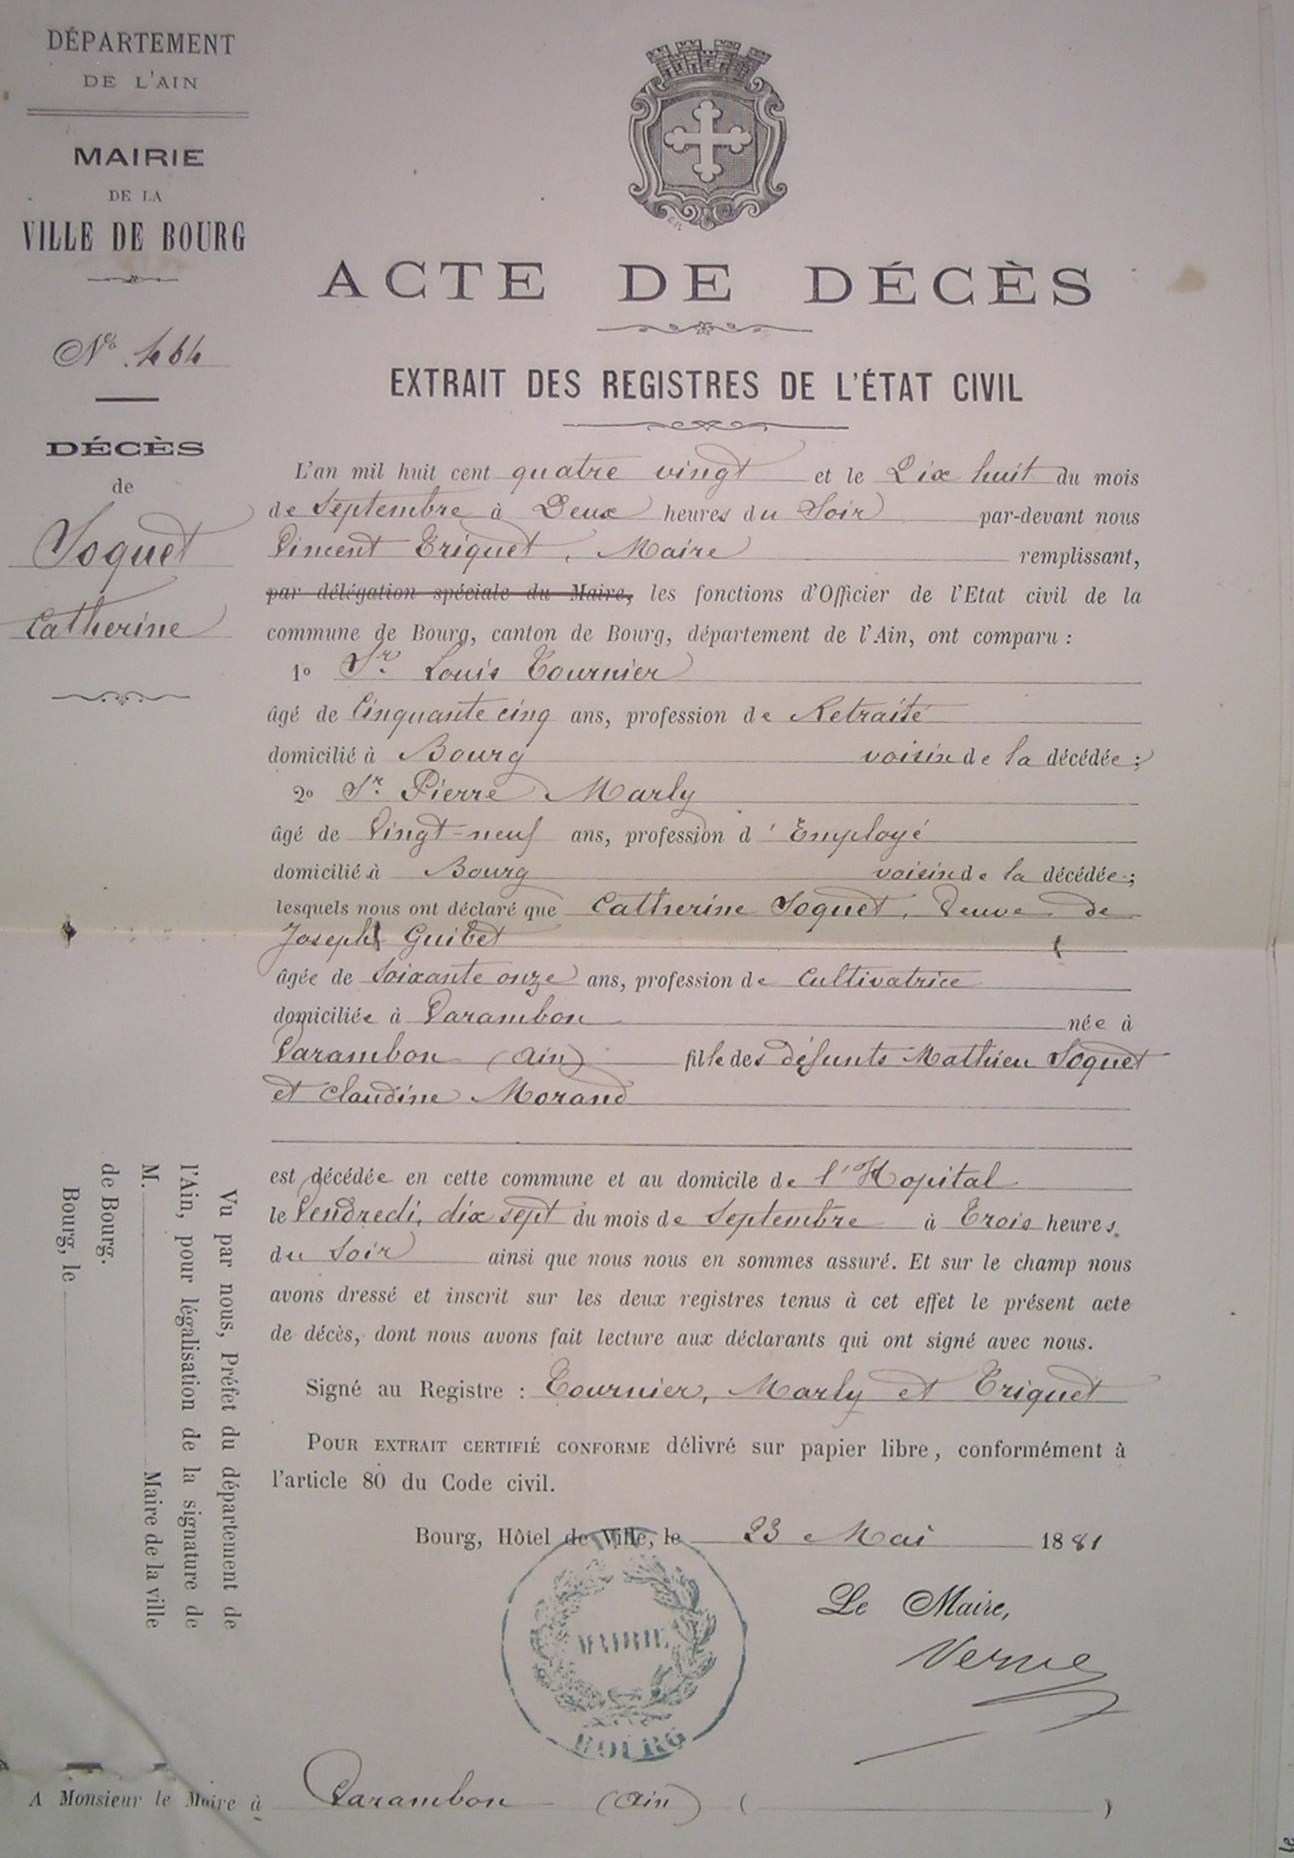 DÉPARTEMENT
DE L'AIN
MAIRIE
DE LA
VILLE DE BOURG
N° 464
DÉCÈS
de
Soquet
Catherine
ACTE DE DÉCÈS
EXTRAIT DES REGISTRES DE L'ÉTAT CIVIL
L'an mil huit cent quatre vingt et le Dix huit du mois
de Septembre à Deux heures du Soir par-devant nous
Vincent Triquet, Maire remplissant,
par délégation spéciale du Maire, les fonctions d'Officier de l'Etat civil de la
commune de Bourg, canton de Bourg, département de l'Ain, ont comparu :
1° Sr. Louis Tournier
âgé de Cinquante cinq ans, profession de Retraité
domicilié à Bourg voisin de la décédée ;
2° Sr. Pierre Marly
âgé de Vingt-neuf ans, profession d'Employé
domicilié à Bourg voisin de la décédée ;
lesquels nous ont déclaré que Catherine Soquet, Veuve de
Joseph Guibet
âgée de Soixante onze ans, profession de Cultivatrice
domiciliée à Varambon née à
Varambon (Ain) fille des défunts Mathieu Soquet
et Claudine Morand
est décédée en cette commune et au domicile de l'Hopital
le Vendredi, dix sept du mois de Septembre à Trois heures
du Soir ainsi que nous nous en sommes assuré. Et sur le champ nous
avons dressé et inscrit sur les deux registres tenus à cet effet le présent acte
de décès, dont nous avons fait lecture aux déclarants qui ont signé avec nous.
Signé au Registre : Tournier, Marly et Triquet
POUR EXTRAIT CERTIFIÉ CONFORME délivré sur papier libre, conformément à
l'article 80 du Code civil.
Bourg, Hôtel de Ville, le 23 Mai 1881
Le Maire,
Verne
MAIRIE
BOURG
Vu par nous, Préfet du département de
l'Ain, pour légalisation de la signature de
M. Maire de la ville
de Bourg.
Bourg, le
A Monsieur le Maire à Varambon (Ain) ( )